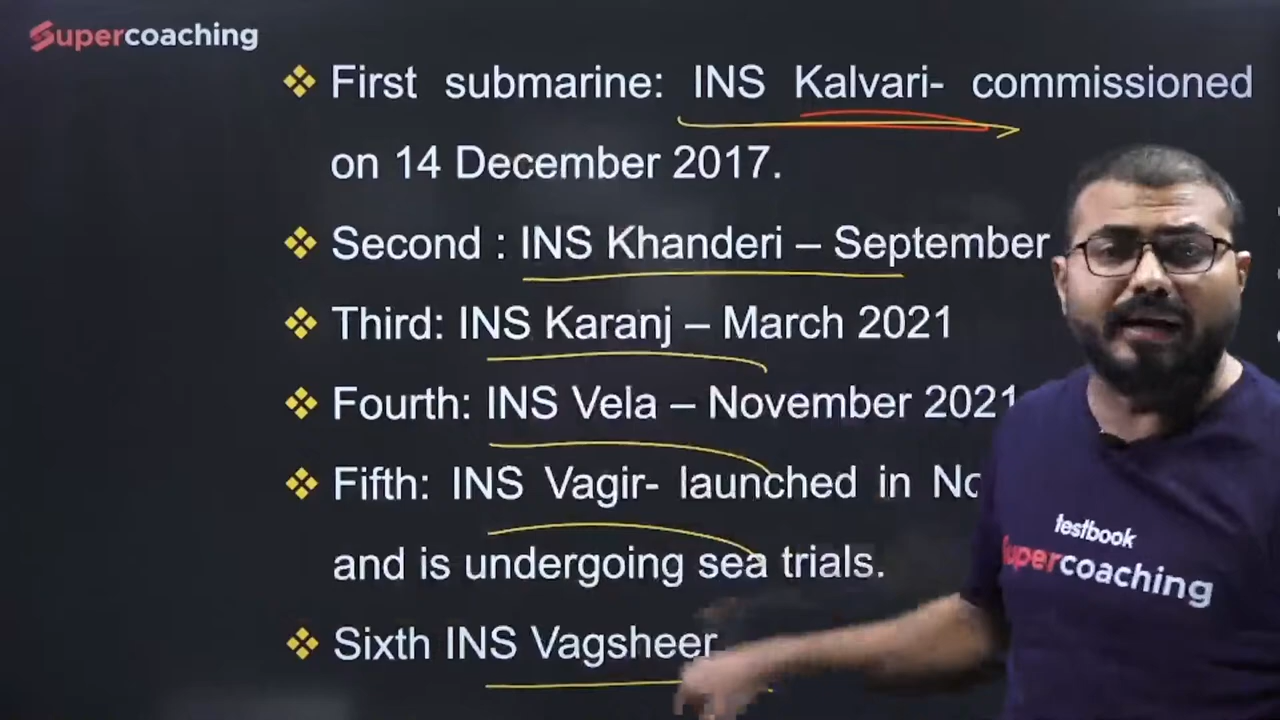 Supercoaching
First submarine: INS Kalvari- commissioned
on 14 December 2017.
Second : INS Khanderi – September
Third: INS Karanj – March 2021
Fourth: INS Vela – November 2021
Fifth: INS Vagir- launched in
and is undergoing sea trials.
Sixth INS Vagsheer
testbook
Supercoaching